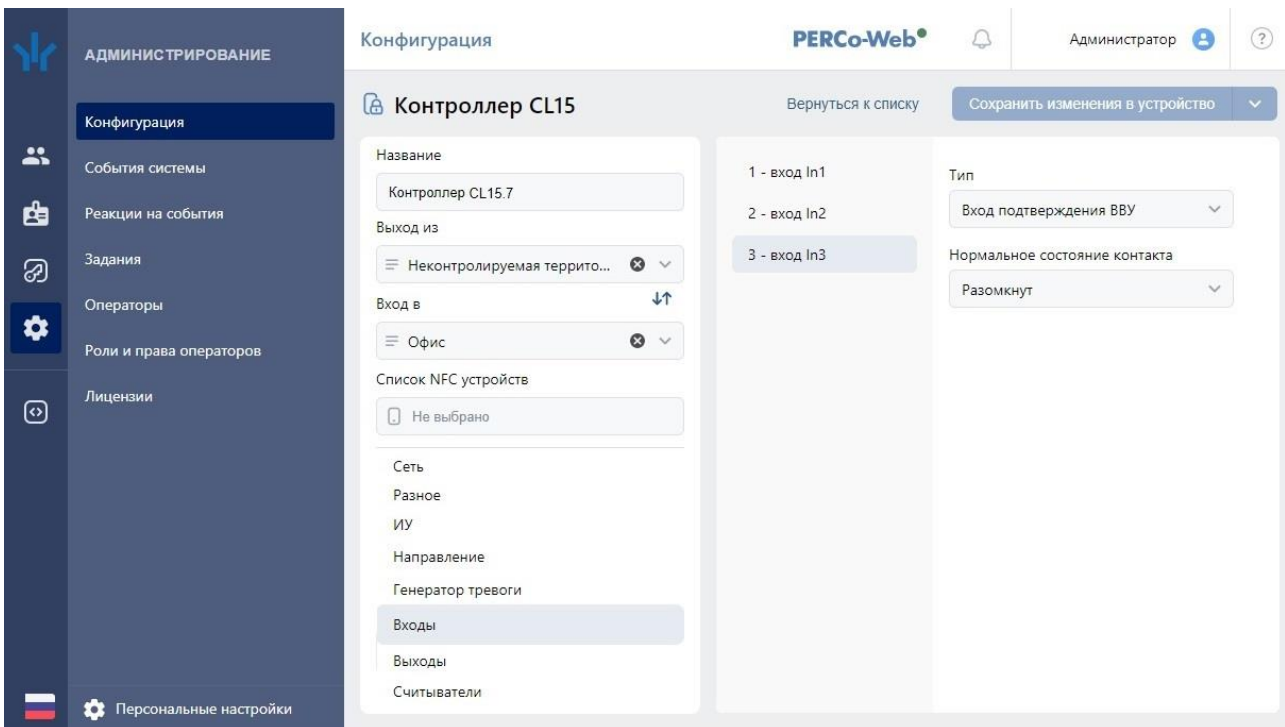 АДМИНИСТРИРОВАНИЕ
Конфигурация
События системы
Реакции на события
Задания
Операторы
Роли и права операторов
Лицензии
Персональные настройки
Конфигурация
PERCo-Web
Администратор
?
Контроллер CL15
Вернуться к списку
Сохранить изменения в устройство
Название
Контроллер CL15.7
Выход из
Неконтролируемая террито...
Вход в
Офис
Список NFC устройств
Не выбрано
Сеть
Разное
ИУ
Направление
Генератор тревоги
Входы
Выходы
Считыватели
1 - вход In1
2 - вход In2
3 - вход In3
Тип
Вход подтверждения ВВУ
Нормальное состояние контакта
Разомкнут